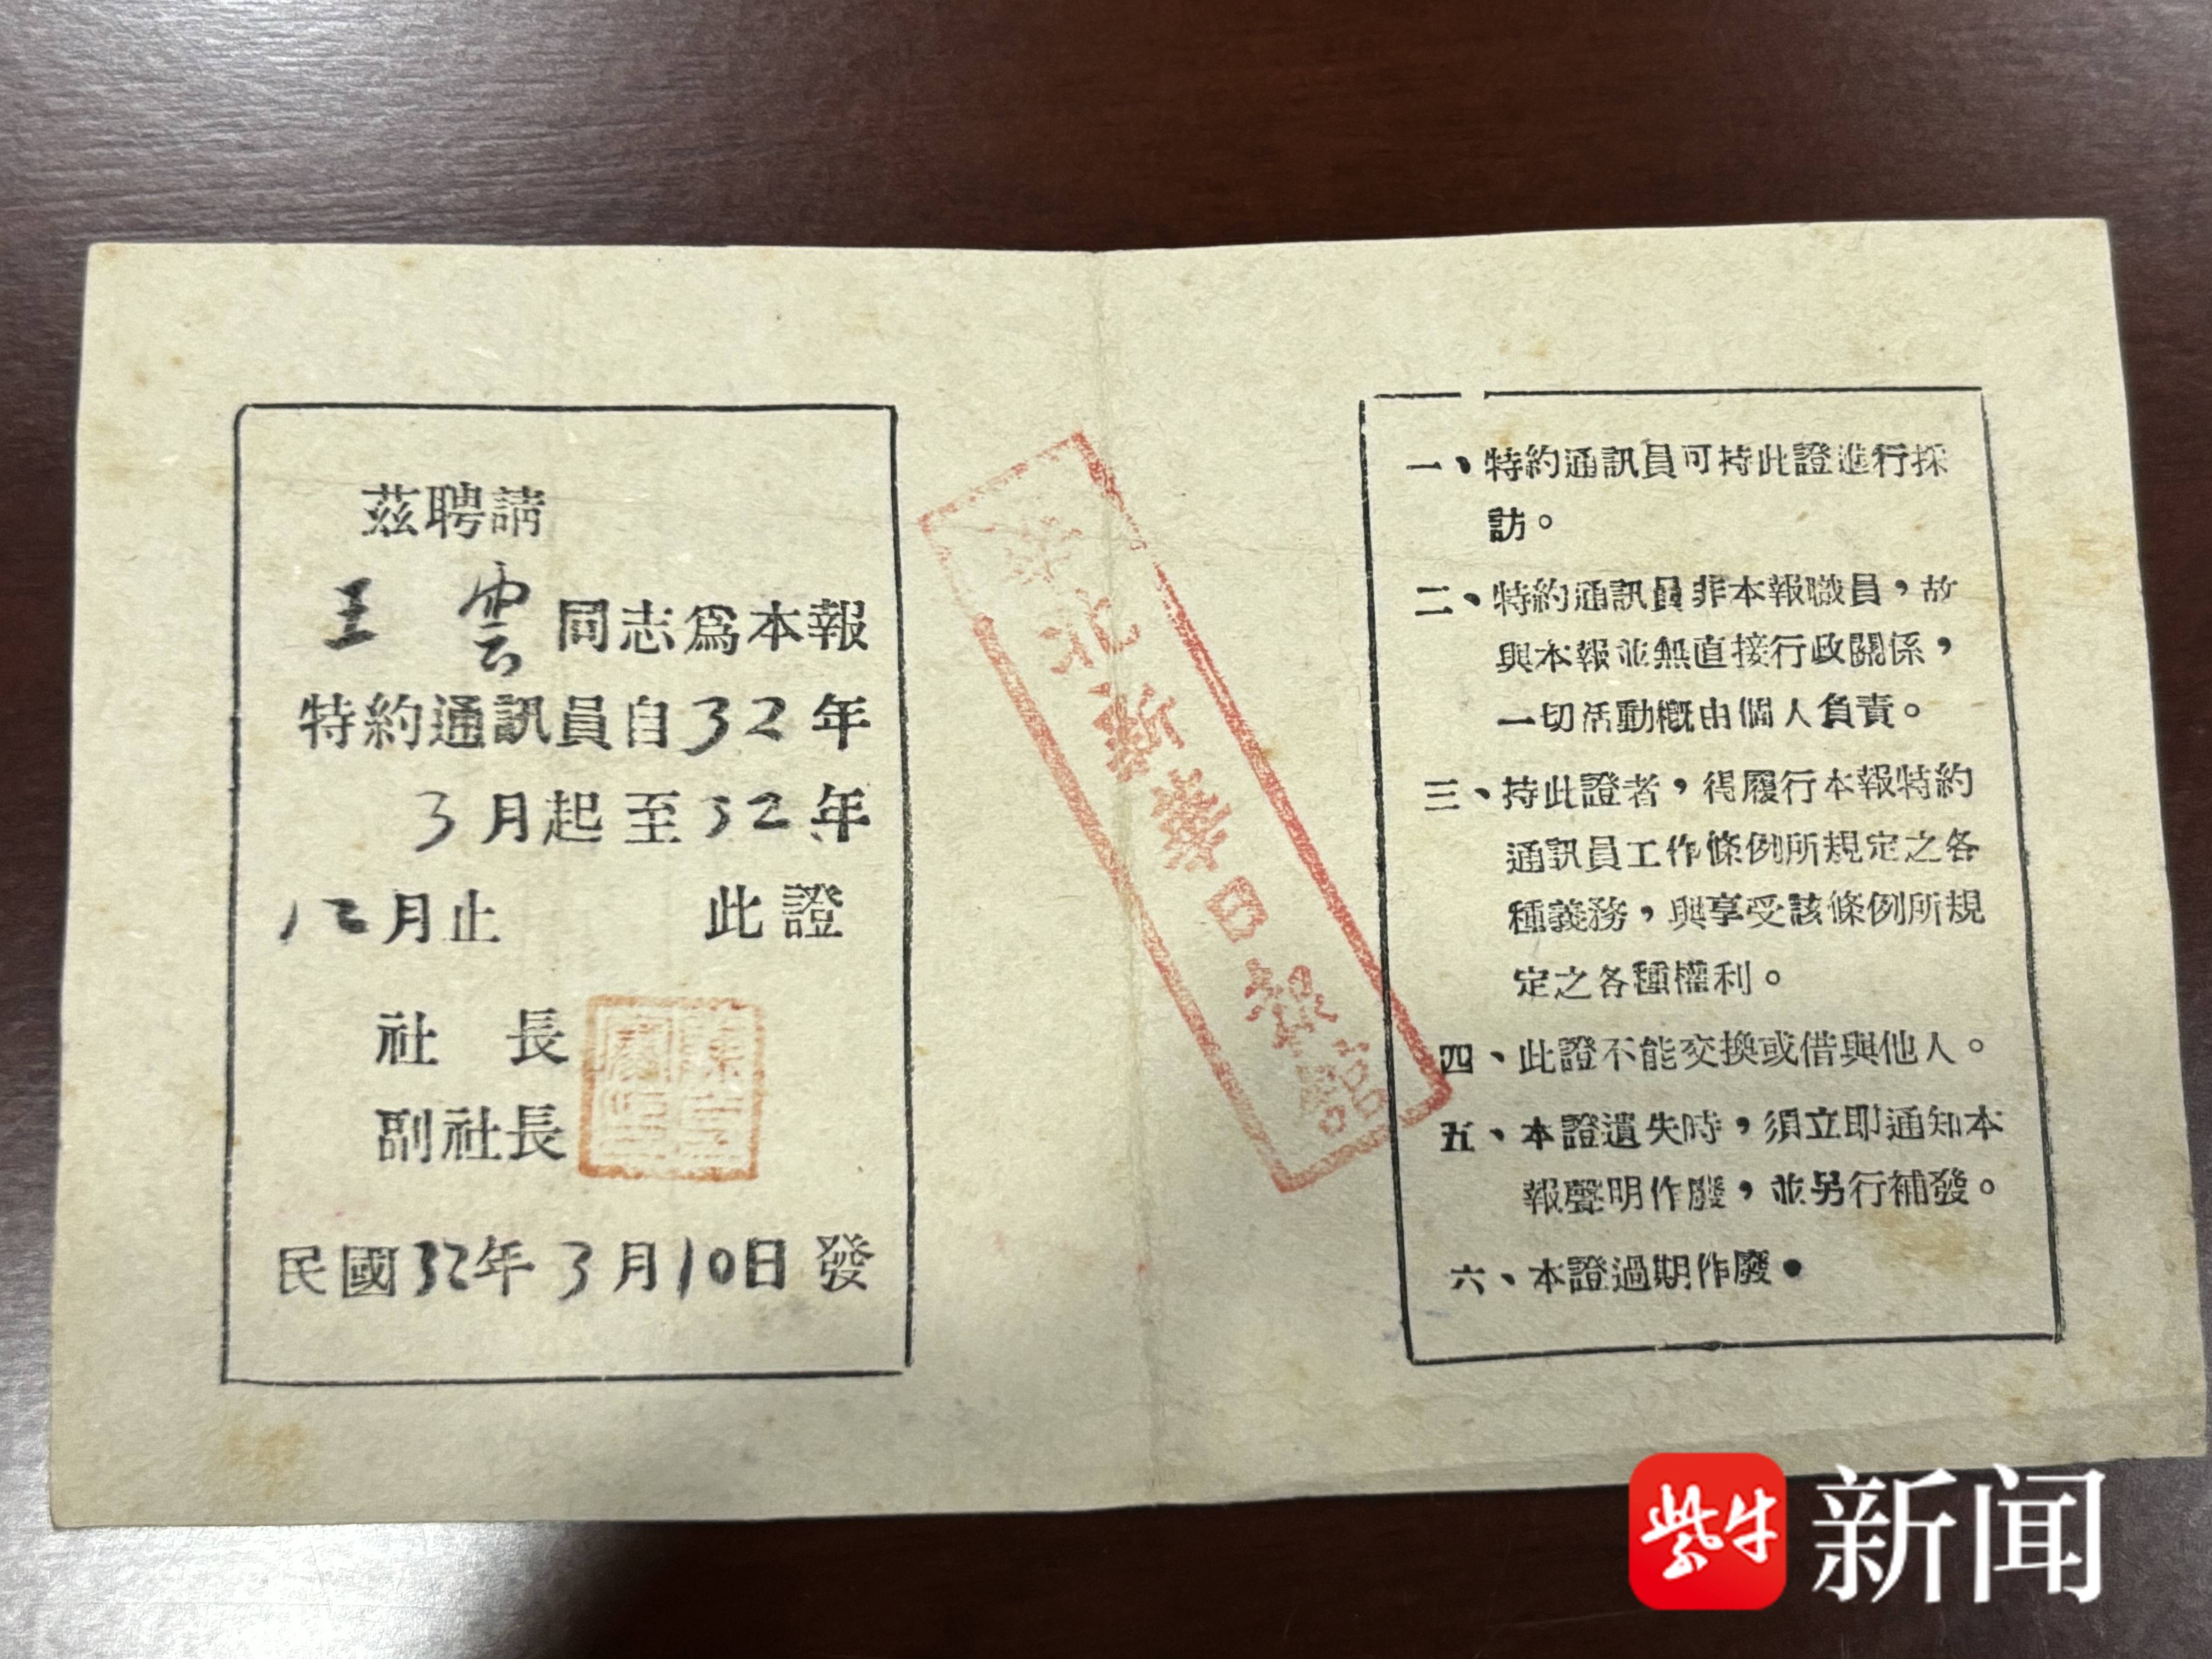 茲聘請
王 雲 同志爲本報
特約通訊員自32年
3月起至32年
12月止 此證
社 長
副社長
民國32年3月10日發
華北新華日報館
一、特約通訊員可持此證進行採
訪。
二、特約通訊員非本報職員，故
與本報並無直接行政關係，
一切活動概由個人負責。
三、持此證者，得履行本報特約
通訊員工作條例所規定之各
種義務，與享受該條例所規
定之各種權利。
四、此證不能交換或借與他人。
五、本證遺失時，須立即通知本
報聲明作廢，並另行補發。
六、本證過期作廢●
紫牛新闻